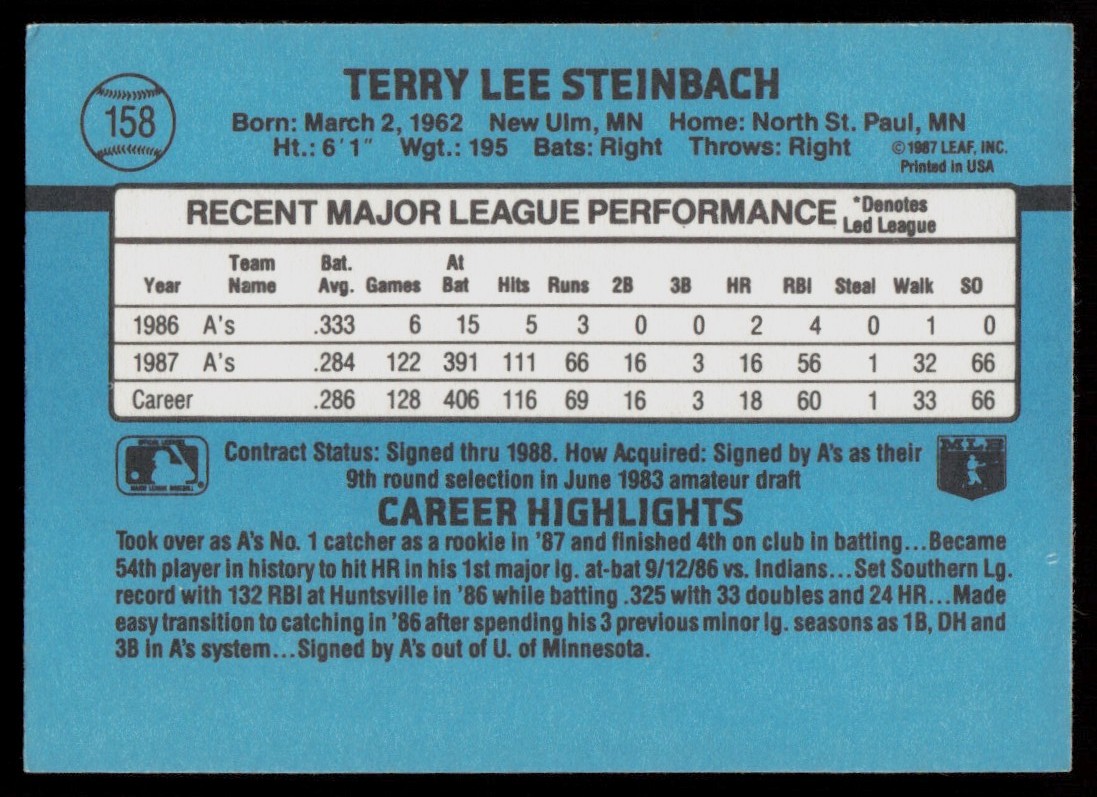 158
TERRY LEE STEINBACH
Born: March 2, 1962 New Ulm, MN Home: North St. Paul, MN
Ht.: 6'1" Wgt.: 195 Bats: Right Throws: Right
© 1987 LEAF, INC.
Printed in USA
RECENT MAJOR LEAGUE PERFORMANCE
*Denotes
Led League
Year Team Name Bat. Avg. Games At Bat Hits Runs 2B 3B HR RBI Steal Walk SO
1986 A's .333 6 15 5 3 0 0 2 4 0 1 0
1987 A's .284 122 391 111 66 16 3 16 56 1 32 66
Career .286 128 406 116 69 16 3 18 60 1 33 66
OFFICIAL LICENSEE
MAJOR LEAGUE BASEBALL
MLB
Contract Status: Signed thru 1988. How Acquired: Signed by A's as their
9th round selection in June 1983 amateur draft
CAREER HIGHLIGHTS
Took over as A's No. 1 catcher as a rookie in '87 and finished 4th on club in batting...Became
54th player in history to hit HR in his 1st major lg. at-bat 9/12/86 vs. Indians...Set Southern Lg.
record with 132 RBI at Huntsville in '86 while batting .325 with 33 doubles and 24 HR...Made
easy transition to catching in '86 after spending his 3 previous minor lg. seasons as 1B, DH and
3B in A's system...Signed by A's out of U. of Minnesota.